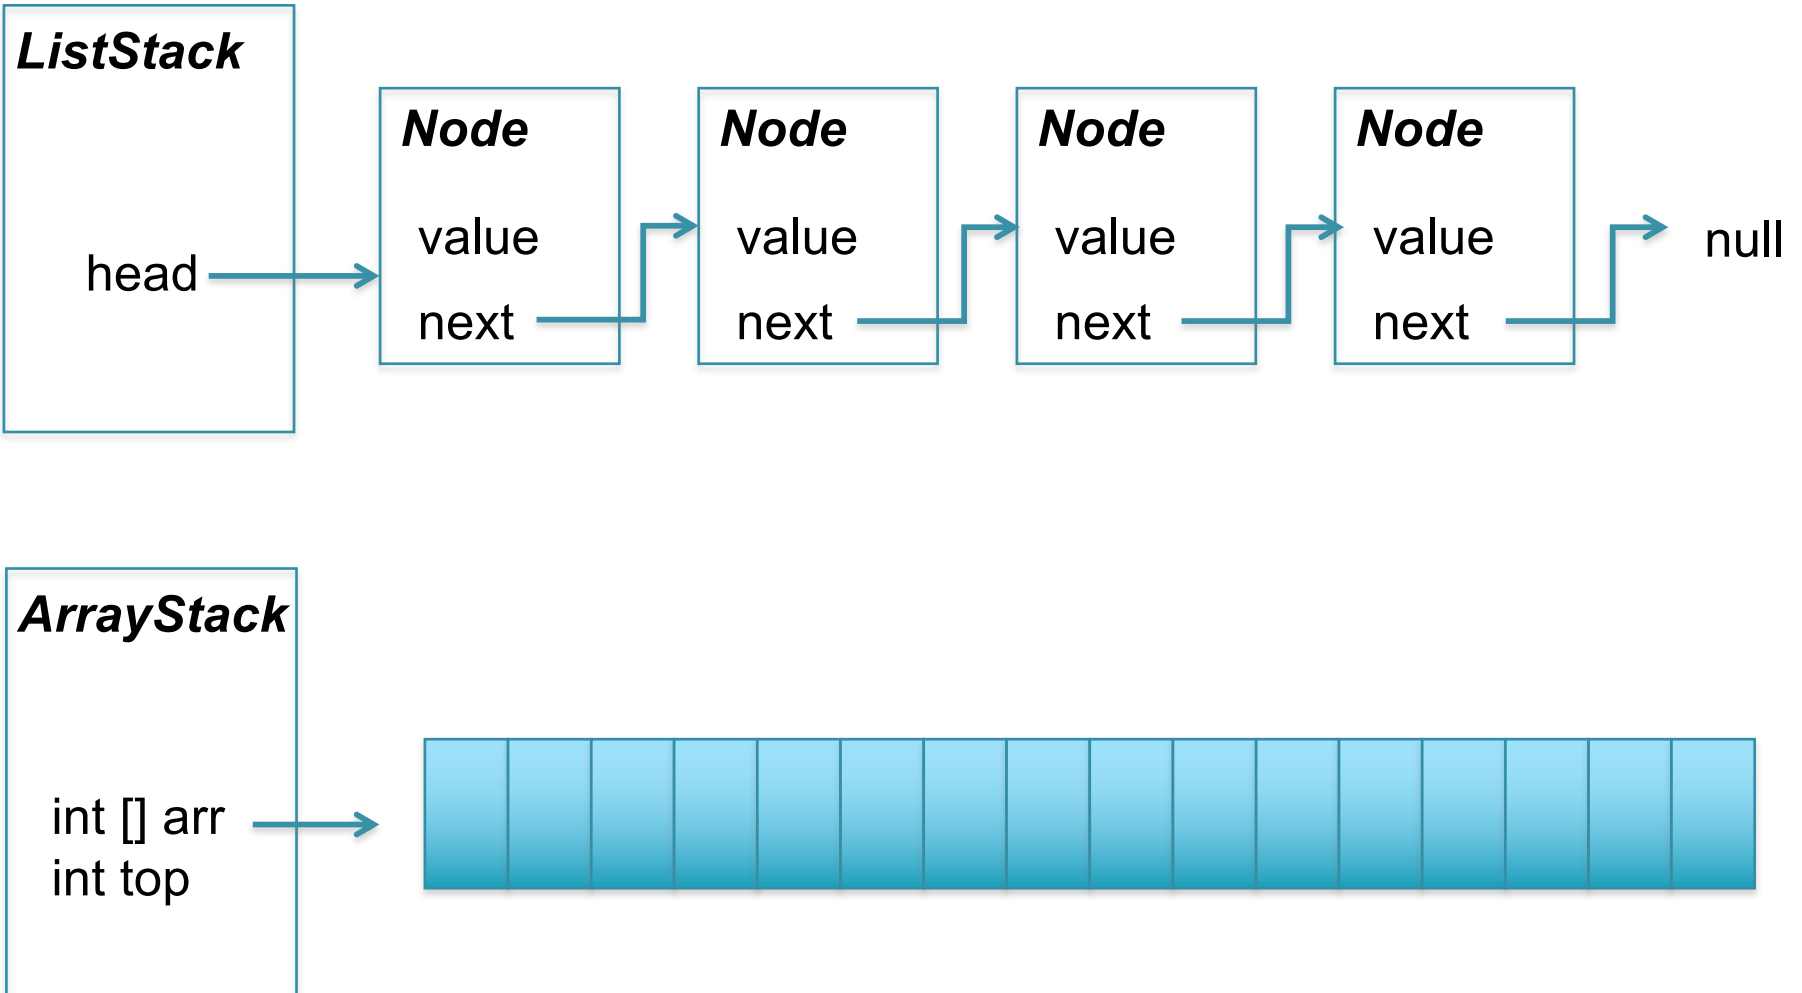 ListStack
head
Node
value
next
Node
value
next
Node
value
next
Node
value
next
null
ArrayStack
int [] arr
int top